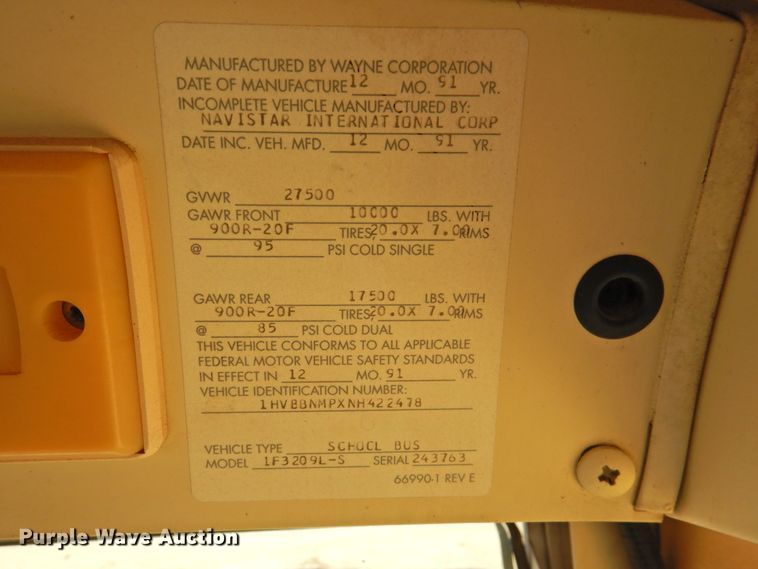 MANUFACTURED BY WAYNE CORPORATION
DATE OF MANUFACTURE 12 MO. 91 YR.
INCOMPLETE VEHICLE MANUFACTURED BY:
NAVISTAR INTERNATIONAL CORP
DATE INC. VEH. MFD. 12 MO. 91 YR.
GVWR 27500
GAWR FRONT 10000 LBS. WITH
900R-20F TIRES, 20.0X 7.00 RIMS
@ 95 PSI COLD SINGLE
GAWR REAR 17500 LBS. WITH
900R-20F TIRES, 20.0X 7.00 RIMS
@ 85 PSI COLD DUAL
THIS VEHICLE CONFORMS TO ALL APPLICABLE
FEDERAL MOTOR VEHICLE SAFETY STANDARDS
IN EFFECT IN 12 MO. 91 YR.
VEHICLE IDENTIFICATION NUMBER:
1HVBBNMPXNH422478
VEHICLE TYPE SCHOOL BUS
MODEL 1F3209L-S SERIAL 243763
66990-1 REV E
Purple Wave Auction